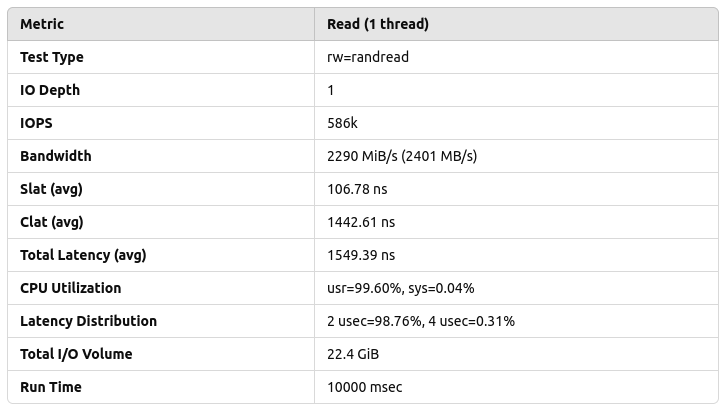 Metric Read (1 thread)
Test Type rw=randread
IO Depth 1
IOPS 586k
Bandwidth 2290 MiB/s (2401 MB/s)
Slat (avg) 106.78 ns
Clat (avg) 1442.61 ns
Total Latency (avg) 1549.39 ns
CPU Utilization usr=99.60%, sys=0.04%
Latency Distribution 2 usec=98.76%, 4 usec=0.31%
Total I/O Volume 22.4 GiB
Run Time 10000 msec